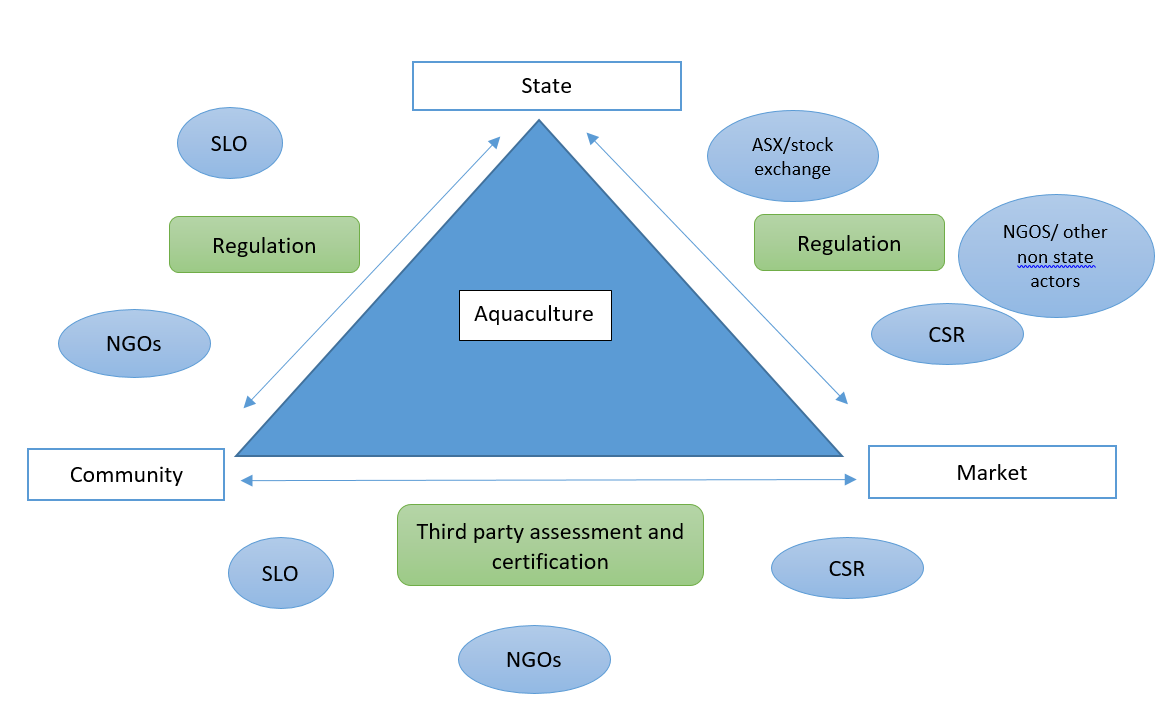 State
SLO
ASX/stock
exchange
Regulation
Regulation
NGOS/ other
non state
actors
Aquaculture
NGOs
CSR
Community
Market
Third party assessment and
certification
SLO
CSR
NGOs